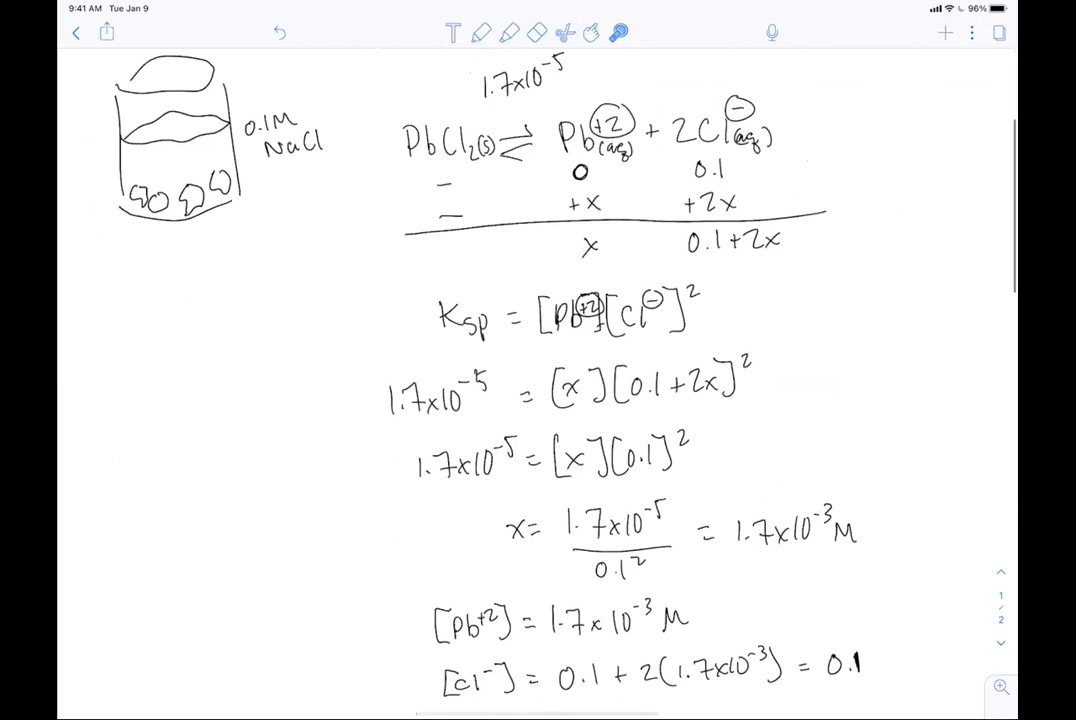 9:41 AM Tue Jan 9
96%
1.7x10⁻⁵
0.1M
NaCl
PbCl₂(s) ⇌ Pb⁺²(aq) + 2Cl⁻(aq)
– 0 0.1
– +x +2x
x 0.1+2x
Ksp = [Pb⁺²][Cl⁻]²
1.7x10⁻⁵ = [x][0.1+2x]²
1.7x10⁻⁵ = [x][0.1]²
x = 1.7x10⁻⁵ / 0.1² = 1.7x10⁻³ M
[Pb⁺²] = 1.7x10⁻³ M
[Cl⁻] = 0.1 + 2(1.7x10⁻³) = 0.1
1 / 2